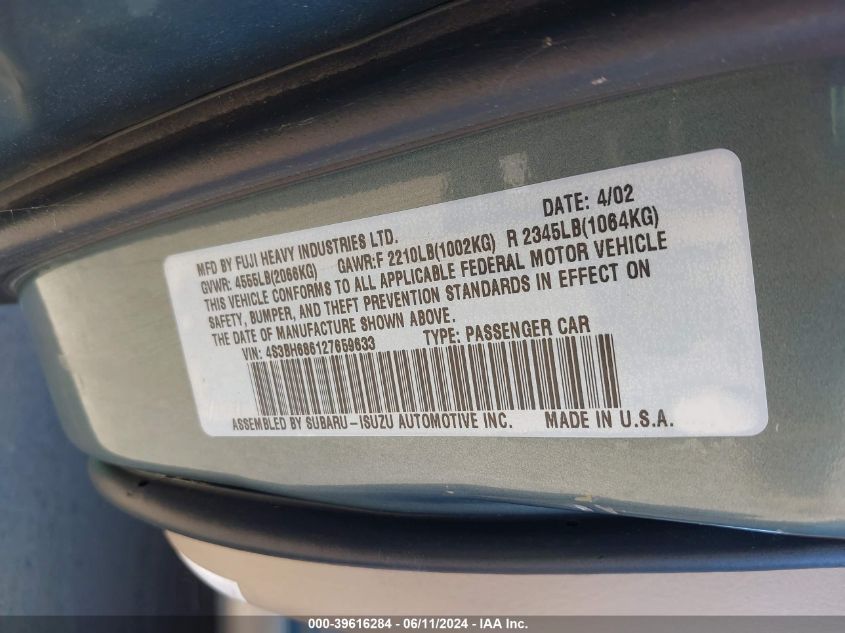 DATE: 4/02
MFD BY FUJI HEAVY INDUSTRIES LTD.
GVWR: 4555LB(2066KG) GAWR:F 2210LB(1002KG) R 2345LB(1064KG)
THIS VEHICLE CONFORMS TO ALL APPLICABLE FEDERAL MOTOR VEHICLE
SAFETY, BUMPER, AND THEFT PREVENTION STANDARDS IN EFFECT ON
THE DATE OF MANUFACTURE SHOWN ABOVE.
VIN: 4S3BH686127659633 TYPE: PASSENGER CAR
ASSEMBLED BY SUBARU-ISUZU AUTOMOTIVE INC. MADE IN U.S.A.
000-39616284 - 06/11/2024 - IAA Inc.